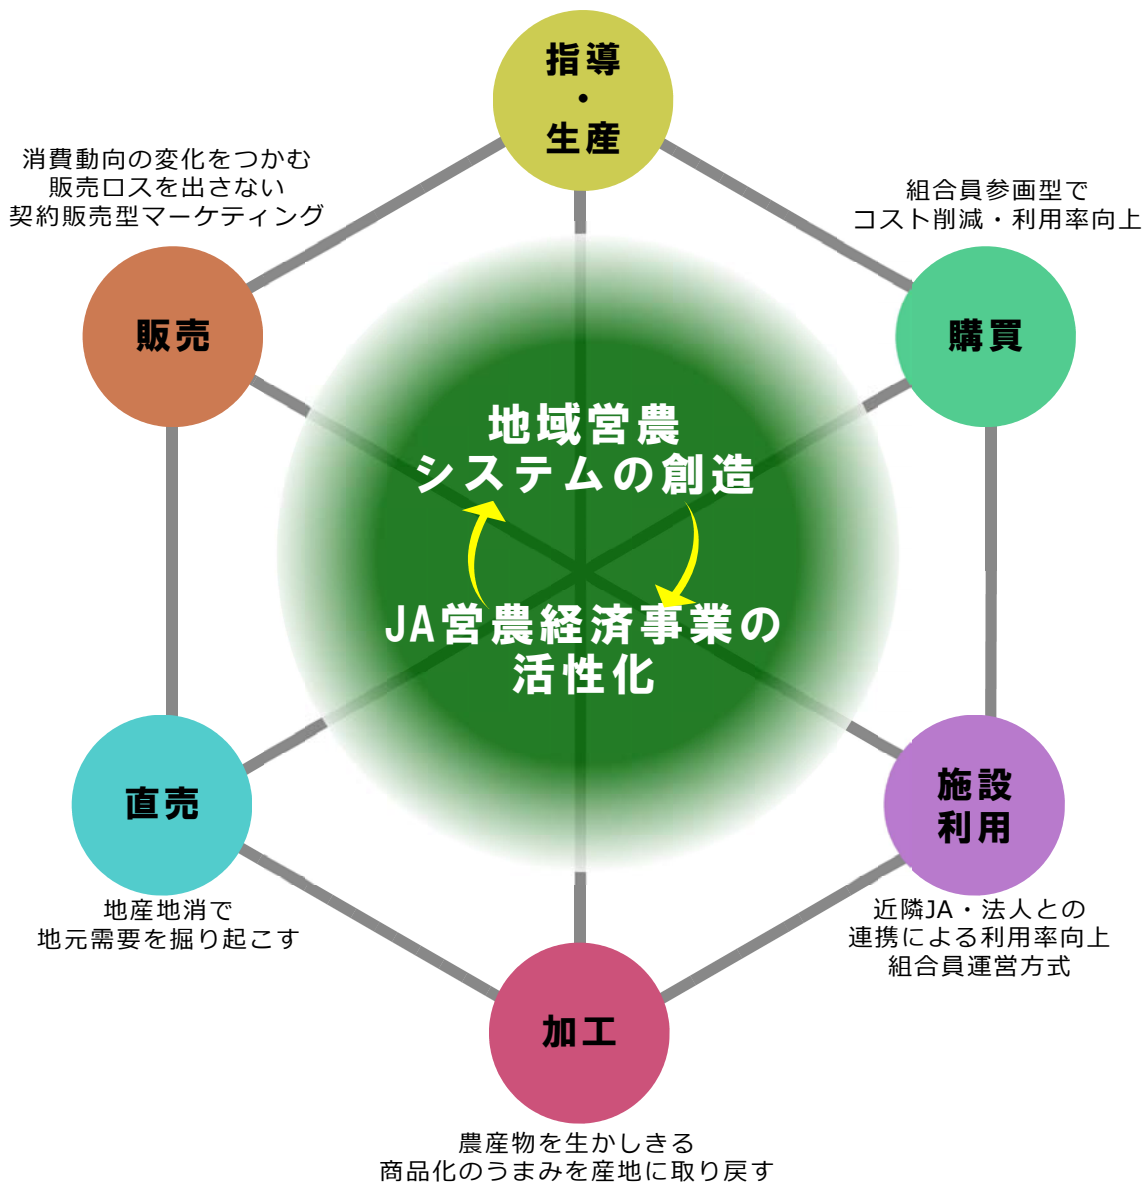 指導
・
生産
消費動向の変化をつかむ
販売ロスを出さない
契約販売型マーケティング
組合員参画型で
コスト削減・利用率向上
販売
購買
地域営農
システムの創造
JA営農経済事業の
活性化
直売
施設
利用
地産地消で
地元需要を掘り起こす
近隣JA・法人との
連携による利用率向上
組合員運営方式
加工
農産物を生かしきる
商品化のうまみを産地に取り戻す